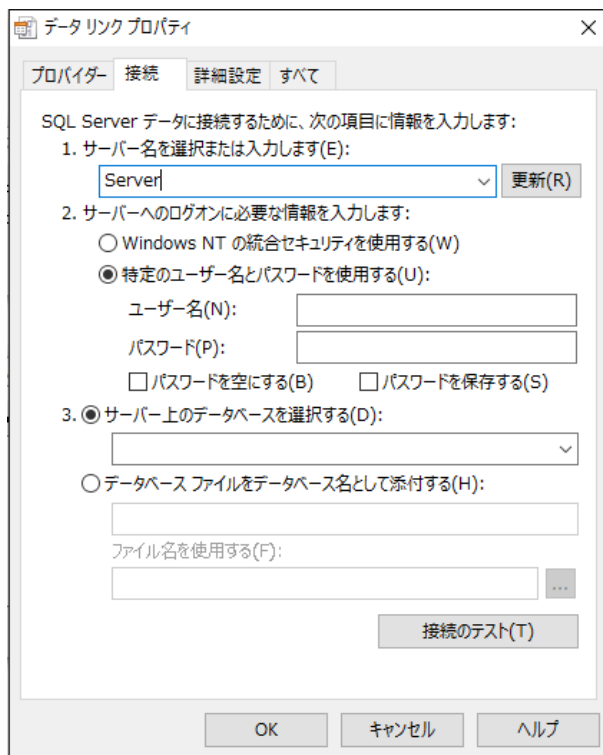 データ リンク プロパティ
プロバイダー 接続 詳細設定 すべて
SQL Server データに接続するために、次の項目に情報を入力します:
1. サーバー名を選択または入力します(E):
Server 更新(R)
2. サーバーへのログオンに必要な情報を入力します:
Windows NT の統合セキュリティを使用する(W)
特定のユーザー名とパスワードを使用する(U):
ユーザー名(N):
パスワード(P):
パスワードを空にする(B) パスワードを保存する(S)
3. サーバー上のデータベースを選択する(D):
データベース ファイルをデータベース名として添付する(H):
ファイル名を使用する(F):
...
接続のテスト(T)
OK キャンセル ヘルプ